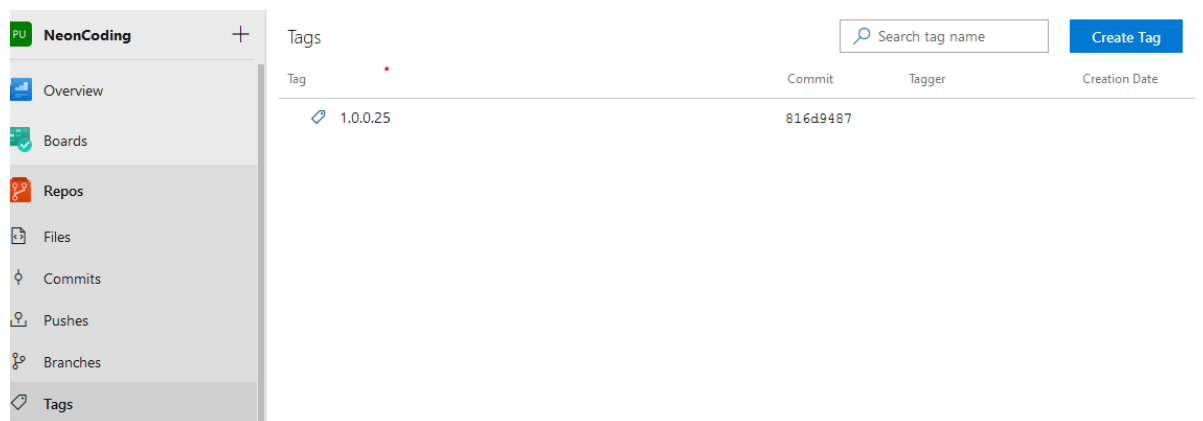 PU NeonCoding +
Overview
Boards
Repos
Files
Commits
Pushes
Branches
Tags
Tags
Search tag name
Create Tag
Tag Commit Tagger Creation Date
1.0.0.25 816d9487